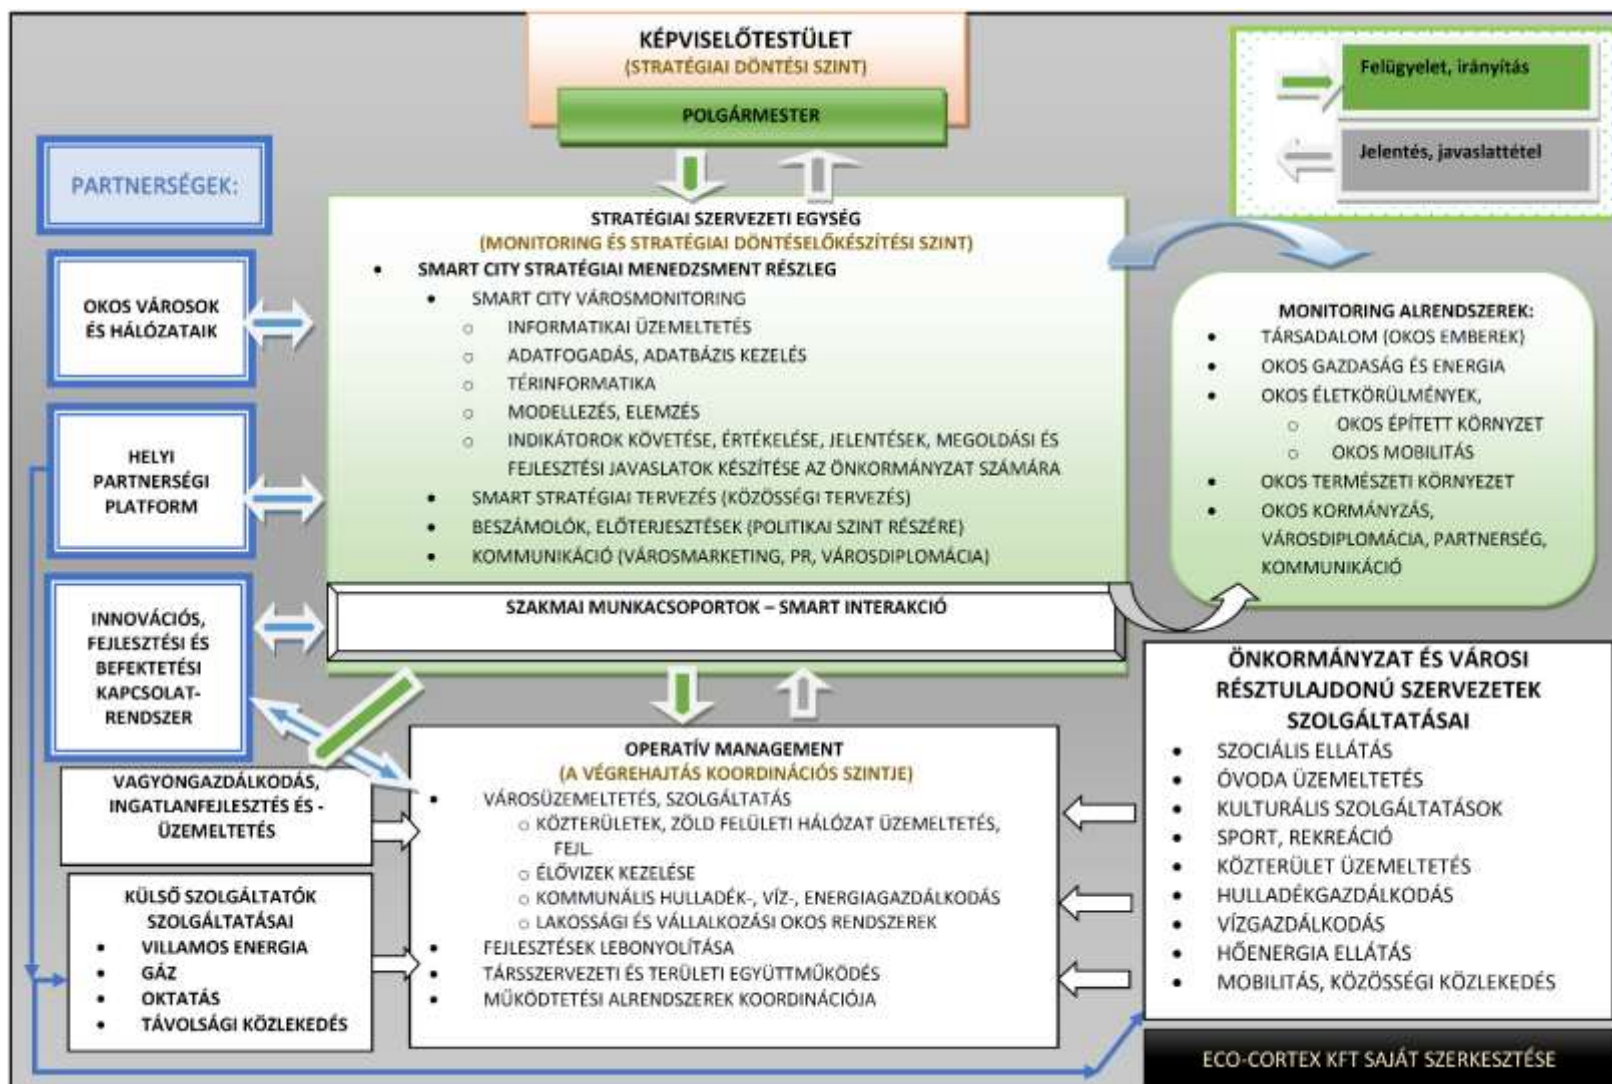 KÉPVISELŐTESTÜLET
(STRATÉGIAI DÖNTÉSI SZINT)
POLGÁRMESTER
Felügyelet, irányítás
Jelentés, javaslattétel
PARTNERSÉGEK:
OKOS VÁROSOK
ÉS HÁLÓZATAIK
HELYI
PARTNERSÉGI
PLATFORM
INNOVÁCIÓS,
FEJLESZTÉSI ÉS
BEFEKTETÉSI
KAPCSOLAT-
RENDSZER
STRATÉGIAI SZERVEZETI EGYSÉG
(MONITORING ÉS STRATÉGIAI DÖNTÉSELŐKÉSZÍTÉSI SZINT)
• SMART CITY STRATÉGIAI MENEDZSMENT RÉSZLEG
• SMART CITY VÁROSMONITORING
○ INFORMATIKAI ÜZEMELTETÉS
○ ADATFOGADÁS, ADATBÁZIS KEZELÉS
○ TÉRINFORMATIKA
○ MODELLEZÉS, ELEMZÉS
○ INDIKÁTOROK KÖVETÉSE, ÉRTÉKELÉSE, JELENTÉSEK, MEGOLDÁSI ÉS
FEJLESZTÉSI JAVASLATOK KÉSZÍTÉSE AZ ÖNKORMÁNYZAT SZÁMÁRA
• SMART STRATÉGIAI TERVEZÉS (KÖZÖSSÉGI TERVEZÉS)
• BESZÁMOLÓK, ELŐTERJESZTÉSEK (POLITIKAI SZINT RÉSZÉRE)
• KOMMUNIKÁCIÓ (VÁROSMARKETING, PR, VÁROSDIPLOMÁCIA)
SZAKMAI MUNKACSOPORTOK – SMART INTERAKCIÓ
MONITORING ALRENDSZEREK:
• TÁRSADALOM (OKOS EMBEREK)
• OKOS GAZDASÁG ÉS ENERGIA
• OKOS ÉLETKÖRÜLMÉNYEK,
○ OKOS ÉPÍTETT KÖRNYZET
○ OKOS MOBILITÁS
• OKOS TERMÉSZETI KÖRNYEZET
• OKOS KORMÁNYZÁS,
VÁROSDIPLOMÁCIA, PARTNERSÉG,
KOMMUNIKÁCIÓ
VAGYONGAZDÁLKODÁS,
INGATLANFEJLESZTÉS ÉS -
ÜZEMELTETÉS
KÜLSŐ SZOLGÁLTATÓK
SZOLGÁLTATÁSAI
• VILLAMOS ENERGIA
• GÁZ
• OKTATÁS
• TÁVOLSÁGI KÖZLEKEDÉS
OPERATÍV MANAGEMENT
(A VÉGREHAJTÁS KOORDINÁCIÓS SZINTJE)
• VÁROSÜZEMELTETÉS, SZOLGÁLTATÁS
○ KÖZTERÜLETEK, ZÖLD FELÜLETI HÁLÓZAT ÜZEMELTETÉS,
FEJL.
○ ÉLŐVIZEK KEZELÉSE
○ KOMMUNÁLIS HULLADÉK-, VÍZ-, ENERGIAGAZDÁLKODÁS
○ LAKOSSÁGI ÉS VÁLLALKOZÁSI OKOS RENDSZEREK
• FEJLESZTÉSEK LEBONYOLÍTÁSA
• TÁRSSZERVEZETI ÉS TERÜLETI EGYÜTTMŰKÖDÉS
• MŰKÖDTETÉSI ALRENDSZEREK KOORDINÁCIÓJA
ÖNKORMÁNYZAT ÉS VÁROSI
RÉSZTULAJDONÚ SZERVEZETEK
SZOLGÁLTATÁSAI
• SZOCIÁLIS ELLÁTÁS
• ÓVODA ÜZEMELTETÉS
• KULTURÁLIS SZOLGÁLTATÁSOK
• SPORT, REKREÁCIÓ
• KÖZTERÜLET ÜZEMELTETÉS
• HULLADÉKGAZDÁLKODÁS
• VÍZGAZDÁLKODÁS
• HŐENERGIA ELLÁTÁS
• MOBILITÁS, KÖZÖSSÉGI KÖZLEKEDÉS
ECO-CORTEX KFT SAJÁT SZERKESZTÉSE